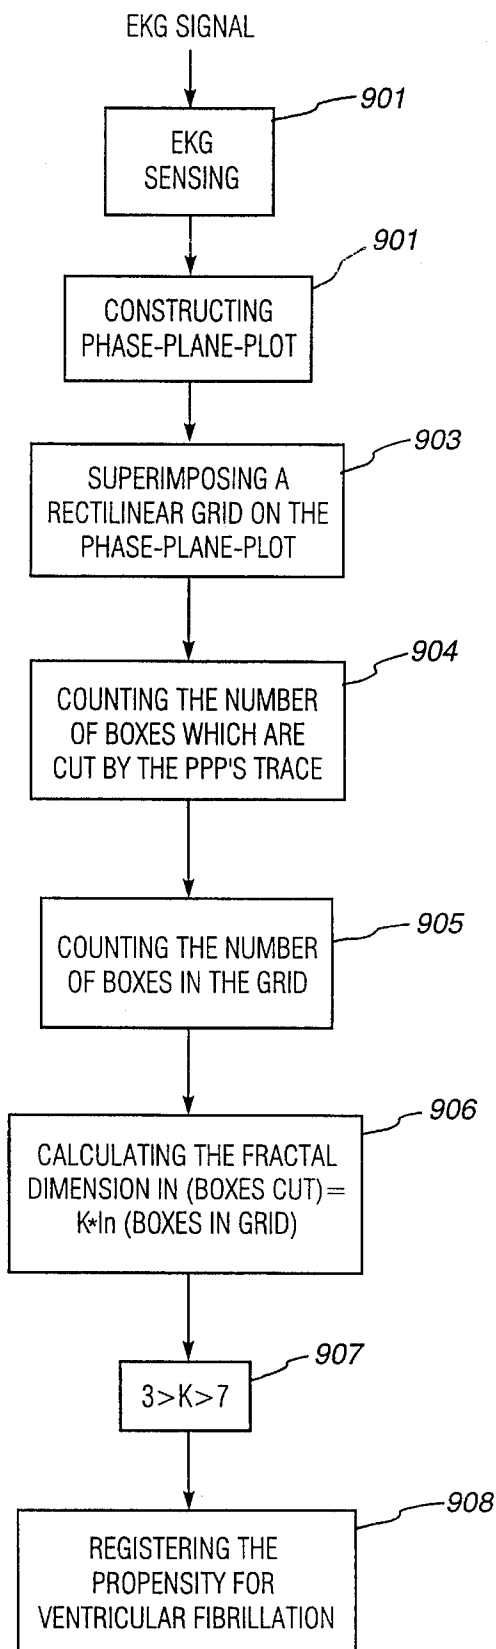 EKG SIGNAL
901
EKG
SENSING
901
CONSTRUCTING
PHASE-PLANE-PLOT
903
SUPERIMPOSING A
RECTILINEAR GRID ON THE
PHASE-PLANE-PLOT
904
COUNTING THE NUMBER
OF BOXES WHICH ARE
CUT BY THE PPP'S TRACE
905
COUNTING THE NUMBER
OF BOXES IN THE GRID
906
CALCULATING THE FRACTAL
DIMENSION IN (BOXES CUT)=
K*ln (BOXES IN GRID)
907
3>K>7
908
REGISTERING THE
PROPENSITY FOR
VENTRICULAR FIBRILLATION